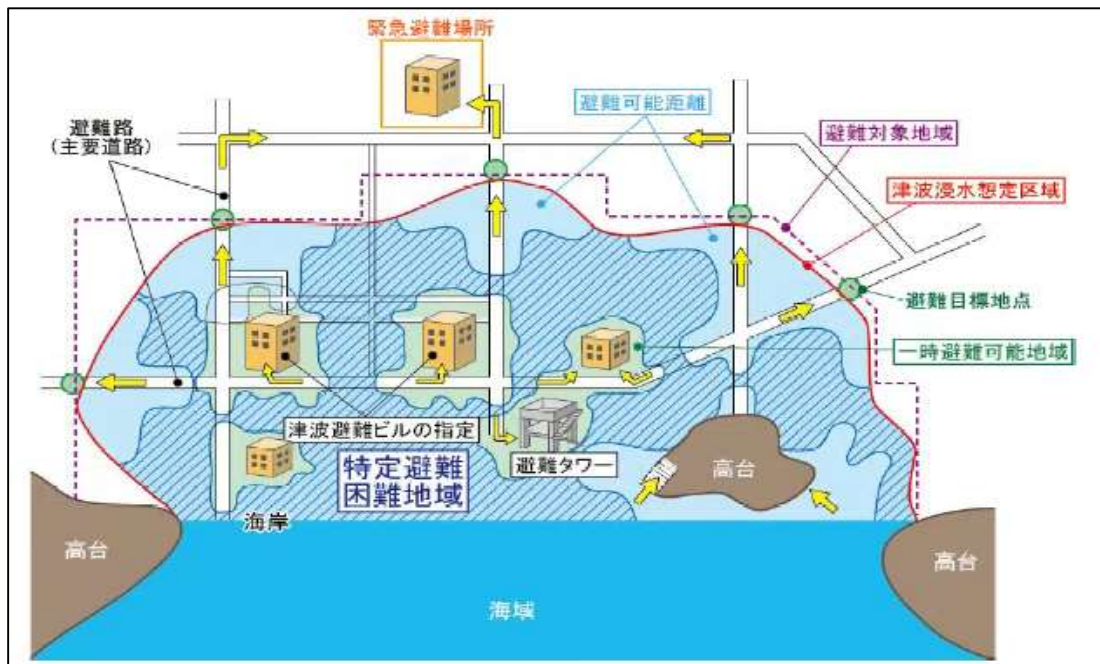 緊急避難場所
避難可能距離
避難路
(主要道路)
避難対象地域
津波浸水想定区域
避難目標地点
一時避難可能地域
津波避難ビルの指定
避難タワー
特定避難
困難地域
高台
海岸
高台
高台
海域